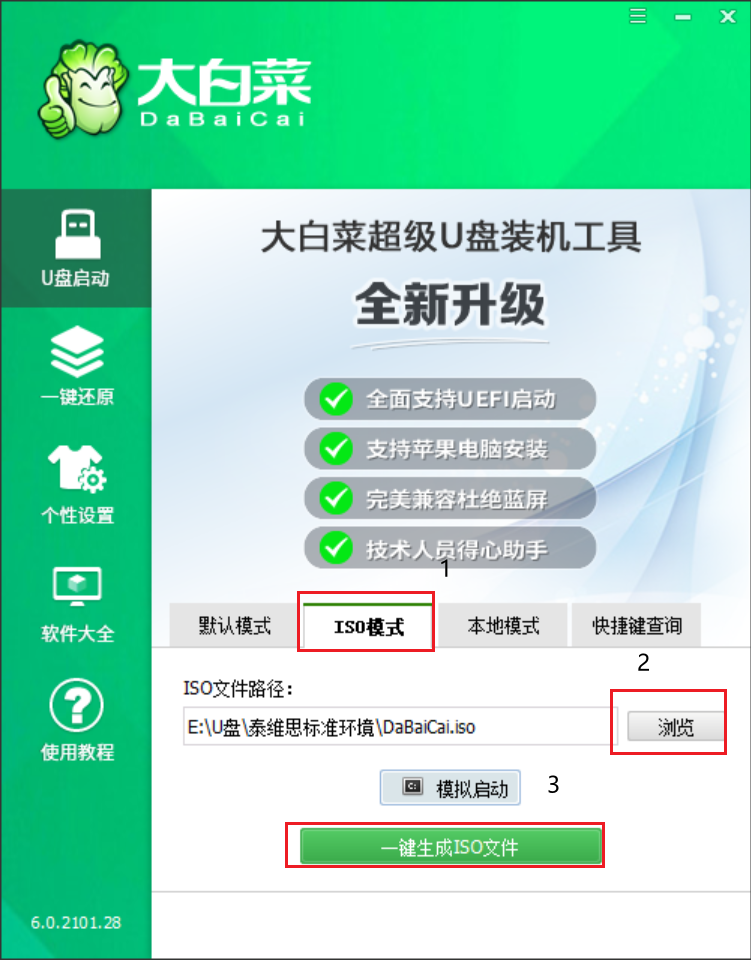 大白菜
DaBaiCai
U盘启动
一键还原
个性设置
软件大全
使用教程
6.0.2101.28
大白菜超级U盘装机工具
全新升级
全面支持UEFI启动
支持苹果电脑安装
完美兼容杜绝蓝屏
技术人员得心助手
1
默认模式
ISO模式
本地模式
快捷键查询
2
ISO文件路径：
E:\U盘\泰维思标准环境\DaBaiCai.iso
浏览
模拟启动
3
一键生成ISO文件